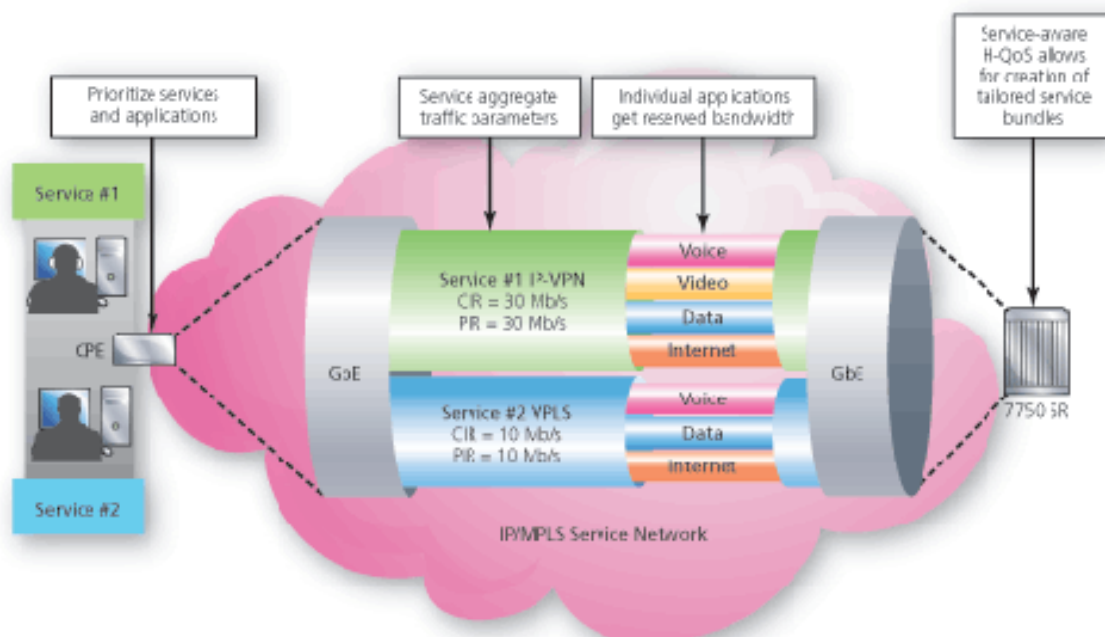 Service-aware
H-QoS allows
for creation of
tailored service
bundles
Prioritize services
and applications
Service aggregate
traffic parameters
Individual applications
get reserved bandwidth
Service #1
CPE
Service #2
GbE
Service #1 IP-VPN
CIR = 30 Mb/s
PIR = 30 Mb/s
Voice
Video
Data
Internet
Service #2 VPLS
CIR = 10 Mb/s
PIR = 10 Mb/s
Voice
Data
Internet
GbE
7750 SR
IP/MPLS Service Network